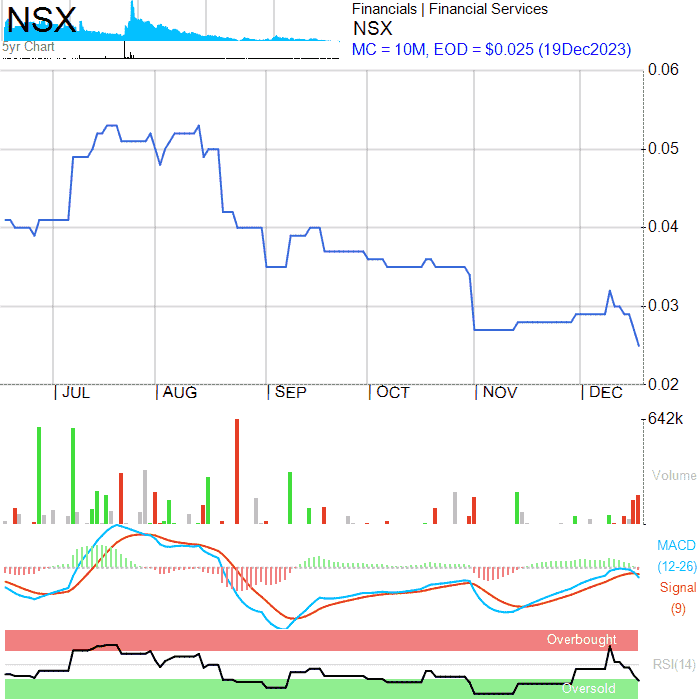 NSX
5yr Chart
Financials | Financial Services
NSX
MC = 10M, EOD = $0.025 (19Dec2023)
0.06
0.05
0.04
0.03
0.02
JUL AUG SEP OCT NOV DEC
642k
Volume
MACD
(12-26)
Signal
(9)
Overbought
RSI(14)
Oversold